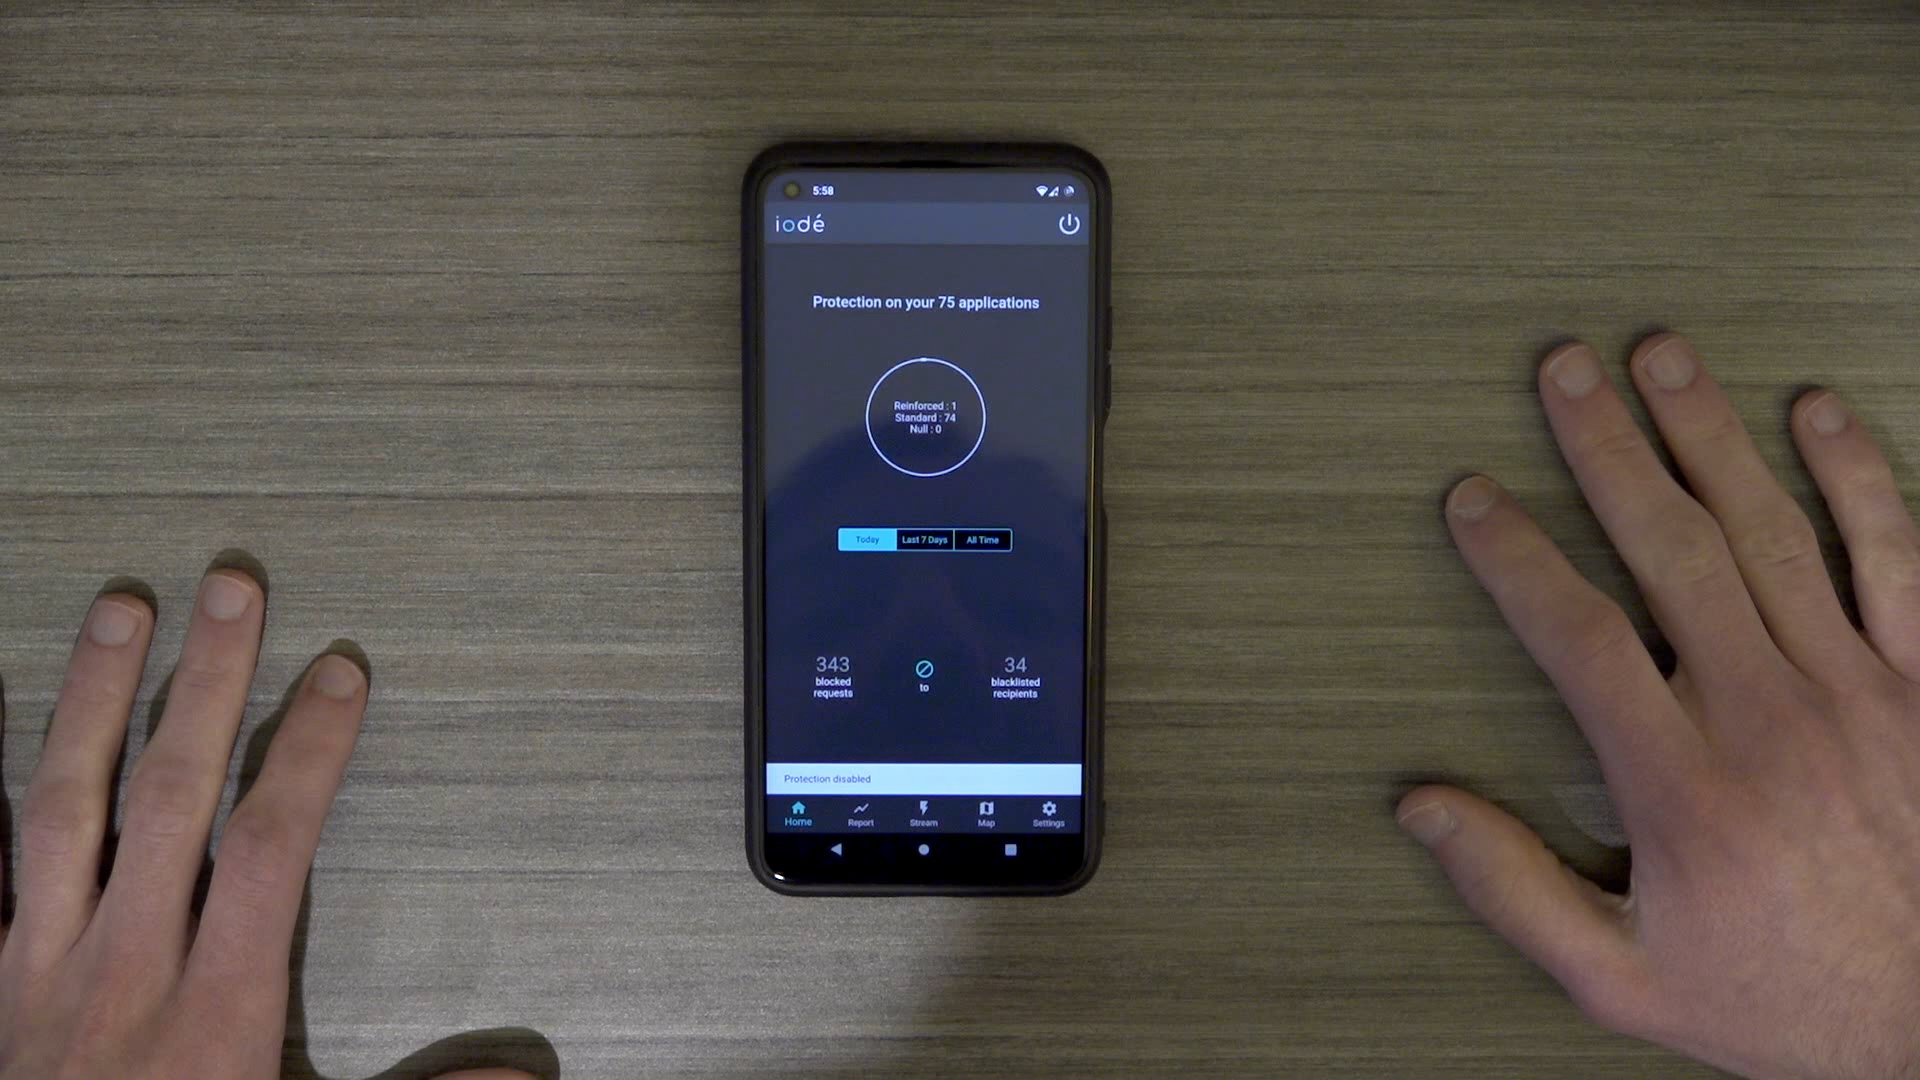 5:58
iodé
Protection on your 75 applications
Reinforced : 1
Standard : 74
Null : 0
Today
Last 7 Days
All Time
343
blocked
requests
to
34
blacklisted
recipients
Protection disabled
Home
Report
Stream
Map
Settings